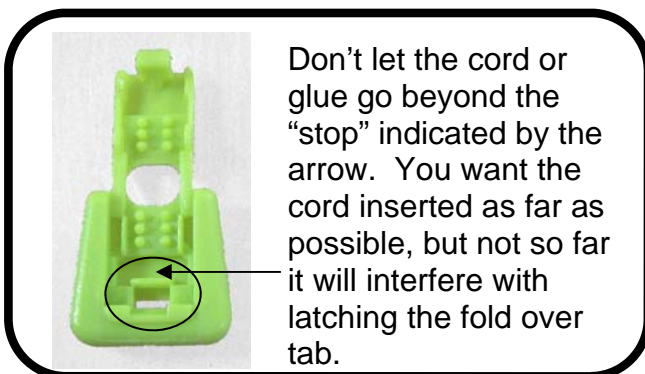 Don’t let the cord or
glue go beyond the
“stop” indicated by the
arrow.  You want the
cord inserted as far as
possible, but not so far
it will interfere with
latching the fold over
tab.